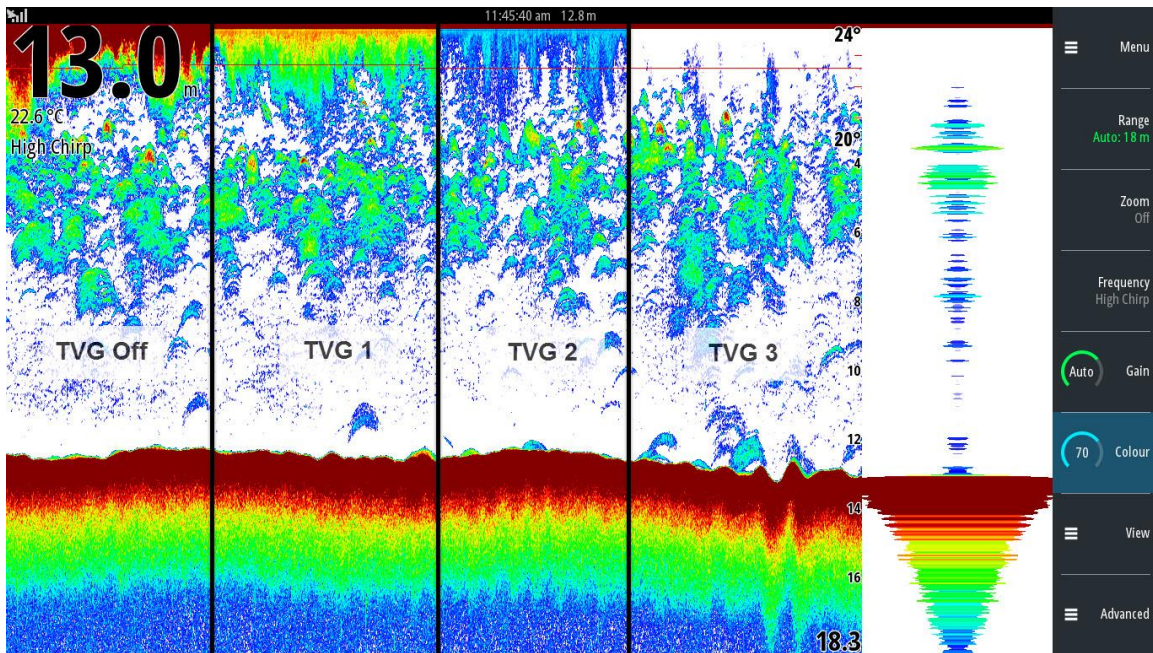 11:45:40 am 12.8 m
13.0 m
22.6 °C
High Chirp
24°
20°
4
6
8
10
12
14
16
18.3
TVG Off
TVG 1
TVG 2
TVG 3
Menu
Range
Auto: 18 m
Zoom
Off
Frequency
High Chirp
Auto Gain
70 Colour
View
Advanced